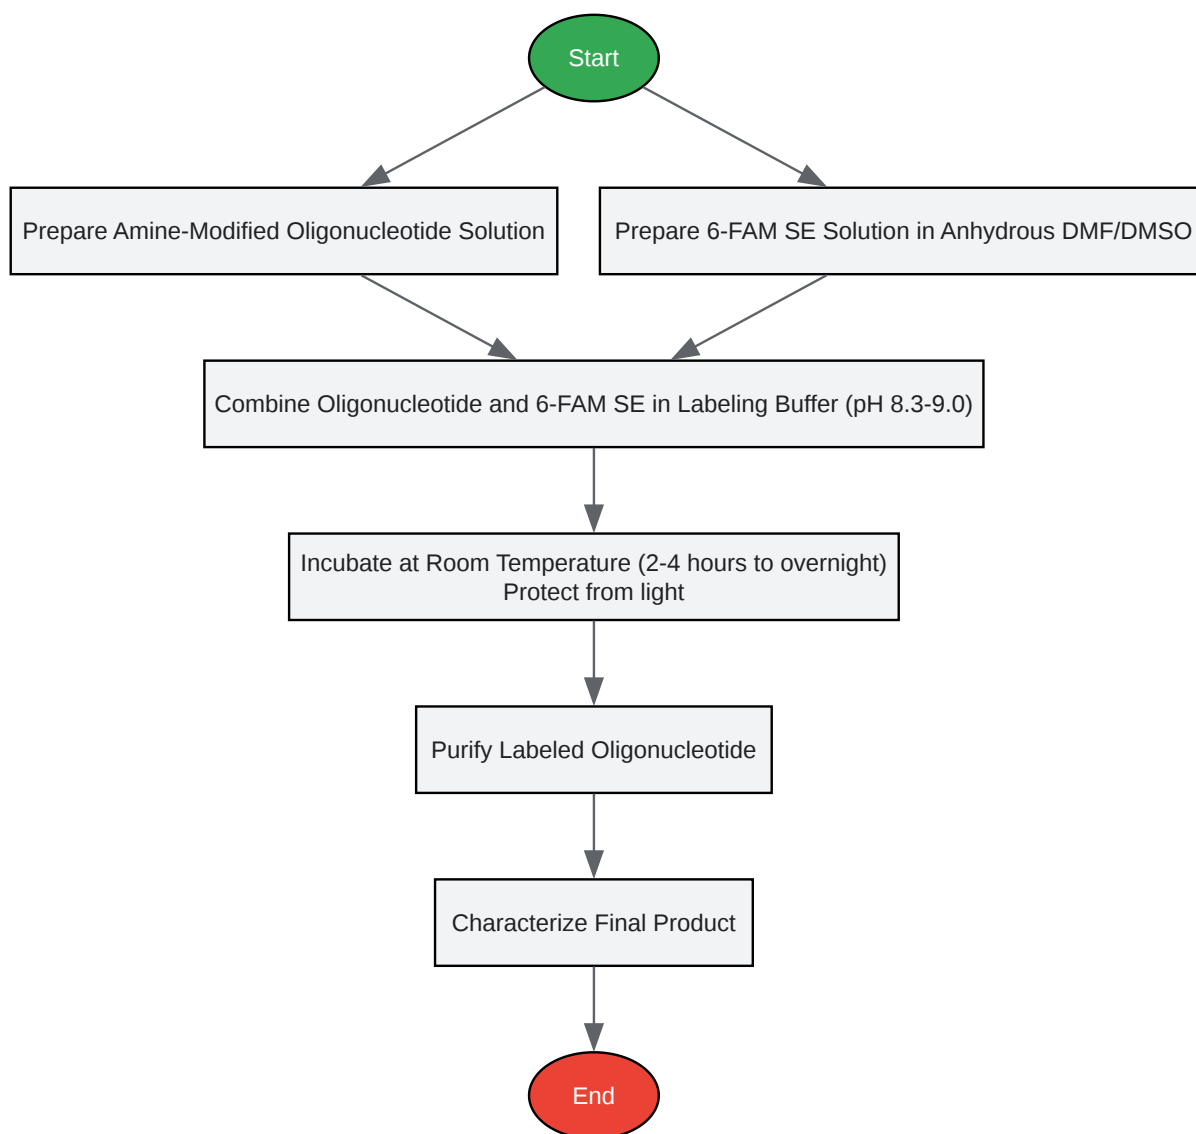 Start
Prepare Amine-Modified Oligonucleotide Solution
Prepare 6-FAM SE Solution in Anhydrous DMF/DMSO
Combine Oligonucleotide and 6-FAM SE in Labeling Buffer (pH 8.3-9.0)
Incubate at Room Temperature (2-4 hours to overnight)
Protect from light
Purify Labeled Oligonucleotide
Characterize Final Product
End